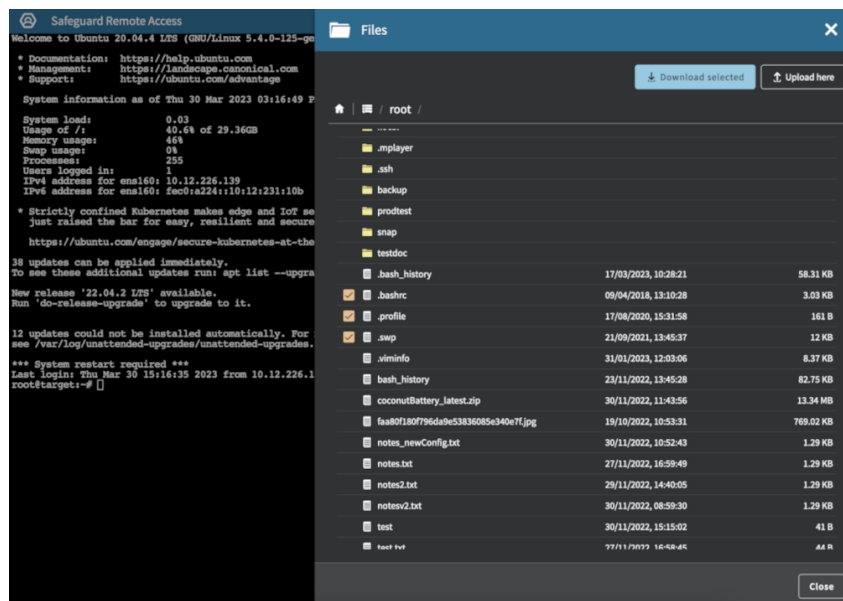 Safeguard Remote Access
Welcome to Ubuntu 20.04.4 LTS (GNU/Linux 5.4.0-125-ge
* Documentation: https://help.ubuntu.com
* Management: https://landscape.canonical.com
* Support: https://ubuntu.com/advantage
System information as of Thu 30 Mar 2023 03:16:49 P
System load: 0.03
Usage of /: 40.6% of 29.36GB
Memory usage: 46%
Swap usage: 0%
Processes: 255
Users logged in: 1
IPv4 address for ens160: 10.12.226.139
IPv6 address for ens160: fec0:a224::10:12:231:10b
* Strictly confined Kubernetes makes edge and IoT se
just raised the bar for easy, resilient and secure
https://ubuntu.com/engage/secure-kubernetes-at-the
38 updates can be applied immediately.
To see these additional updates run: apt list --upgra
New release '22.04.2 LTS' available.
Run 'do-release-upgrade' to upgrade to it.
12 updates could not be installed automatically. For
see /var/log/unattended-upgrades/unattended-upgrades.
*** System restart required ***
Last login: Thu Mar 30 15:16:35 2023 from 10.12.226.1
root@target:~#
Files
Download selected Upload here
/ root /
.mplayer
.ssh
backup
prodtest
snap
testdoc
.bash_history 17/03/2023, 10:28:21 58.31 KB
.bashrc 09/04/2018, 13:10:28 3.03 KB
.profile 17/08/2020, 15:31:58 161 B
.swp 21/09/2021, 13:45:37 12 KB
.viminfo 31/01/2023, 12:03:06 8.37 KB
bash_history 23/11/2022, 13:45:28 82.75 KB
coconutBattery_latest.zip 30/11/2022, 11:43:56 13.34 MB
faa80f180f796da9e53836085e340e7f.jpg 19/10/2022, 10:53:31 769.02 KB
notes_newConfig.txt 30/11/2022, 10:52:43 1.29 KB
notes.txt 27/11/2022, 16:59:49 1.29 KB
notes2.txt 29/11/2022, 14:40:05 1.29 KB
notesv2.txt 30/11/2022, 08:59:30 1.29 KB
test 30/11/2022, 15:15:02 41 B
test.txt 27/11/2022, 16:58:45 44 B
Close